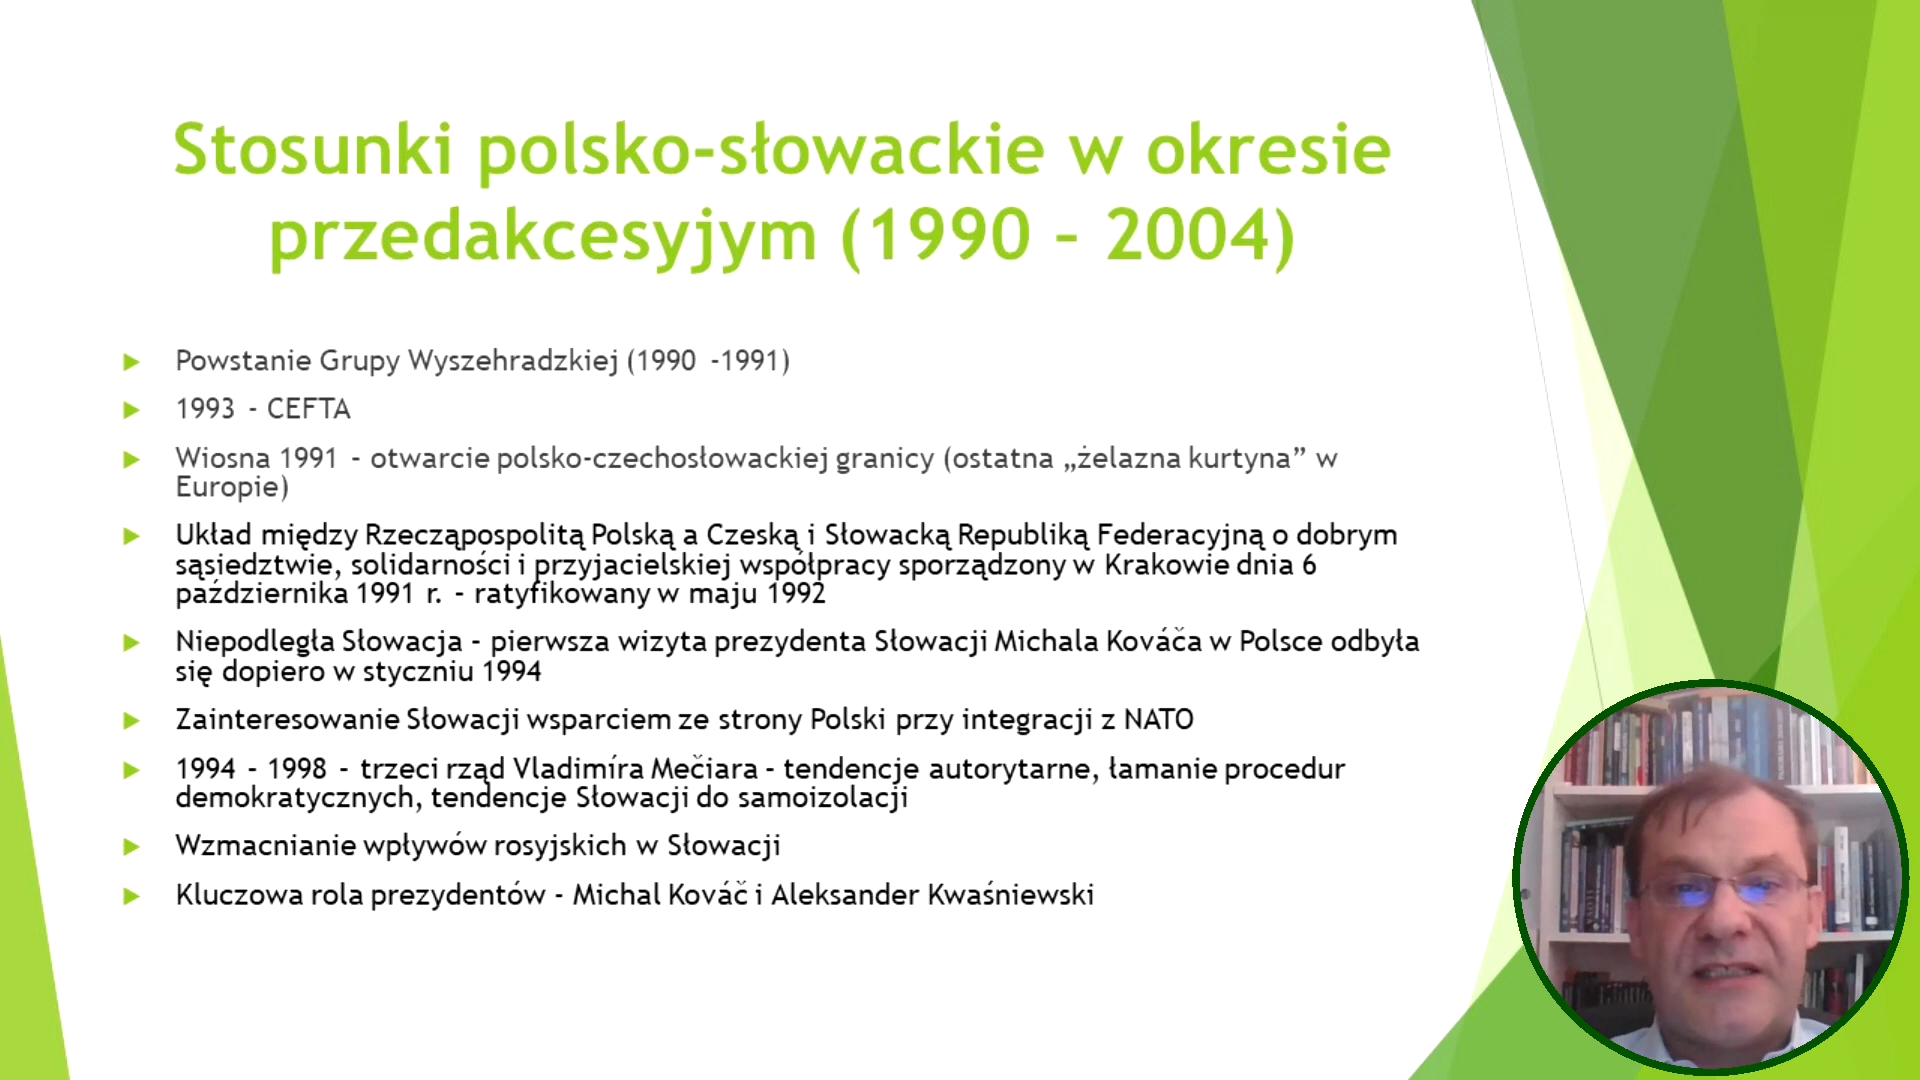 Stosunki polsko-słowackie w okresie
przedakcesyjym (1990 – 2004)
Powstanie Grupy Wyszehradzkiej (1990 -1991)
1993 - CEFTA
Wiosna 1991 - otwarcie polsko-czechosłowackiej granicy (ostatna „żelazna kurtyna” w
Europie)
Układ między Rzecząpospolitą Polską a Czeską i Słowacką Republiką Federacyjną o dobrym
sąsiedztwie, solidarności i przyjacielskiej współpracy sporządzony w Krakowie dnia 6
października 1991 r. - ratyfikowany w maju 1992
Niepodległa Słowacja - pierwsza wizyta prezydenta Słowacji Michala Kováča w Polsce odbyła
się dopiero w styczniu 1994
Zainteresowanie Słowacji wsparciem ze strony Polski przy integracji z NATO
1994 - 1998 - trzeci rząd Vladimíra Mečiara - tendencje autorytarne, łamanie procedur
demokratycznych, tendencje Słowacji do samoizolacji
Wzmacnianie wpływów rosyjskich w Słowacji
Kluczowa rola prezydentów - Michal Kováč i Aleksander Kwaśniewski